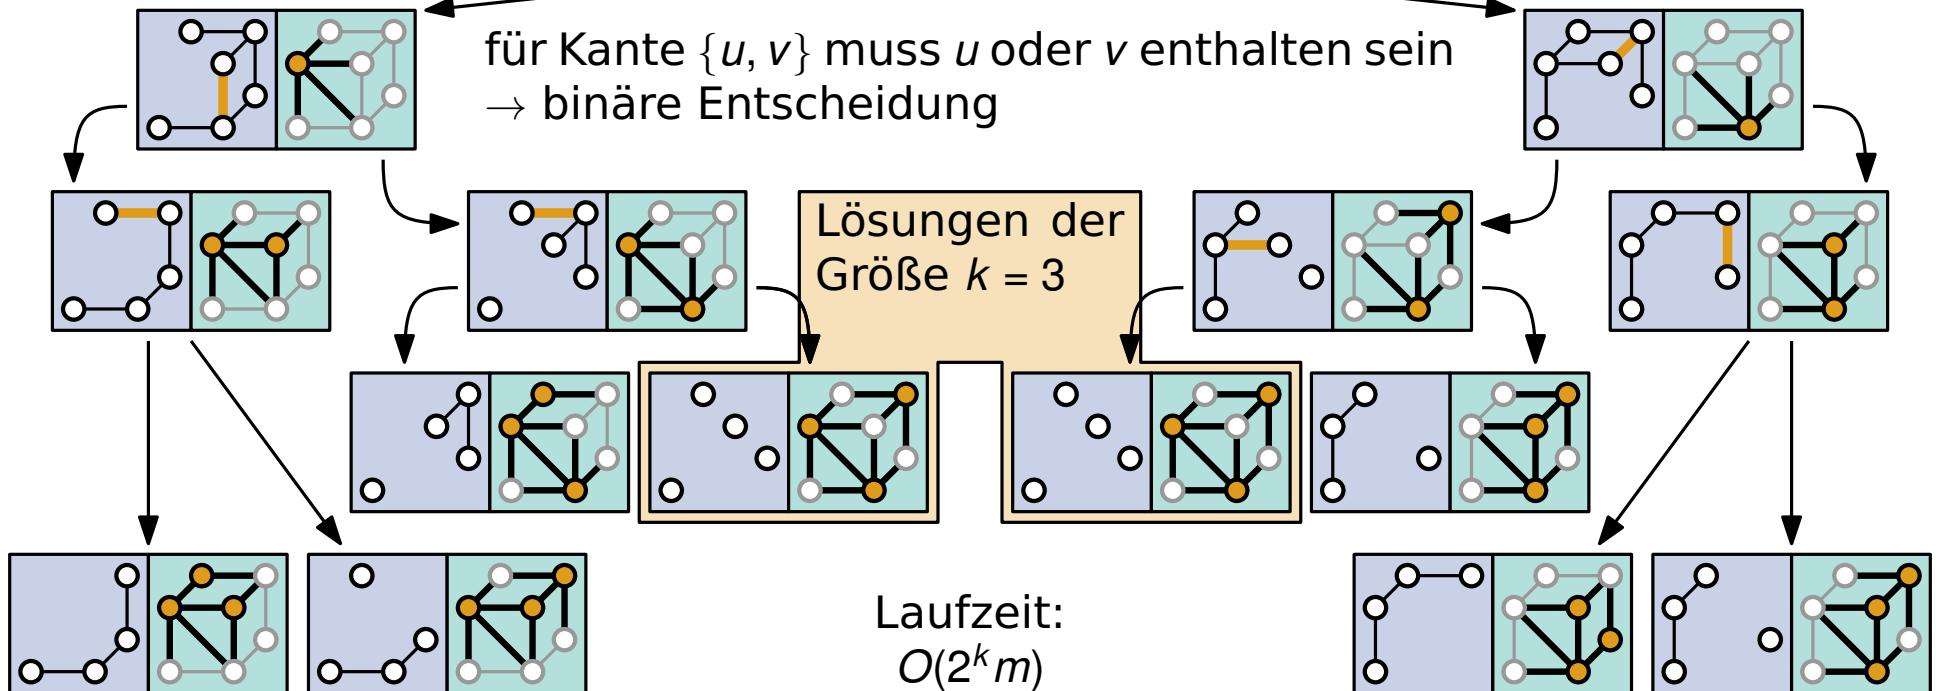 für Kante {u, v} muss u oder v enthalten sein
→ binäre Entscheidung
Lösungen der
Größe k = 3
Laufzeit:
O(2^k m)